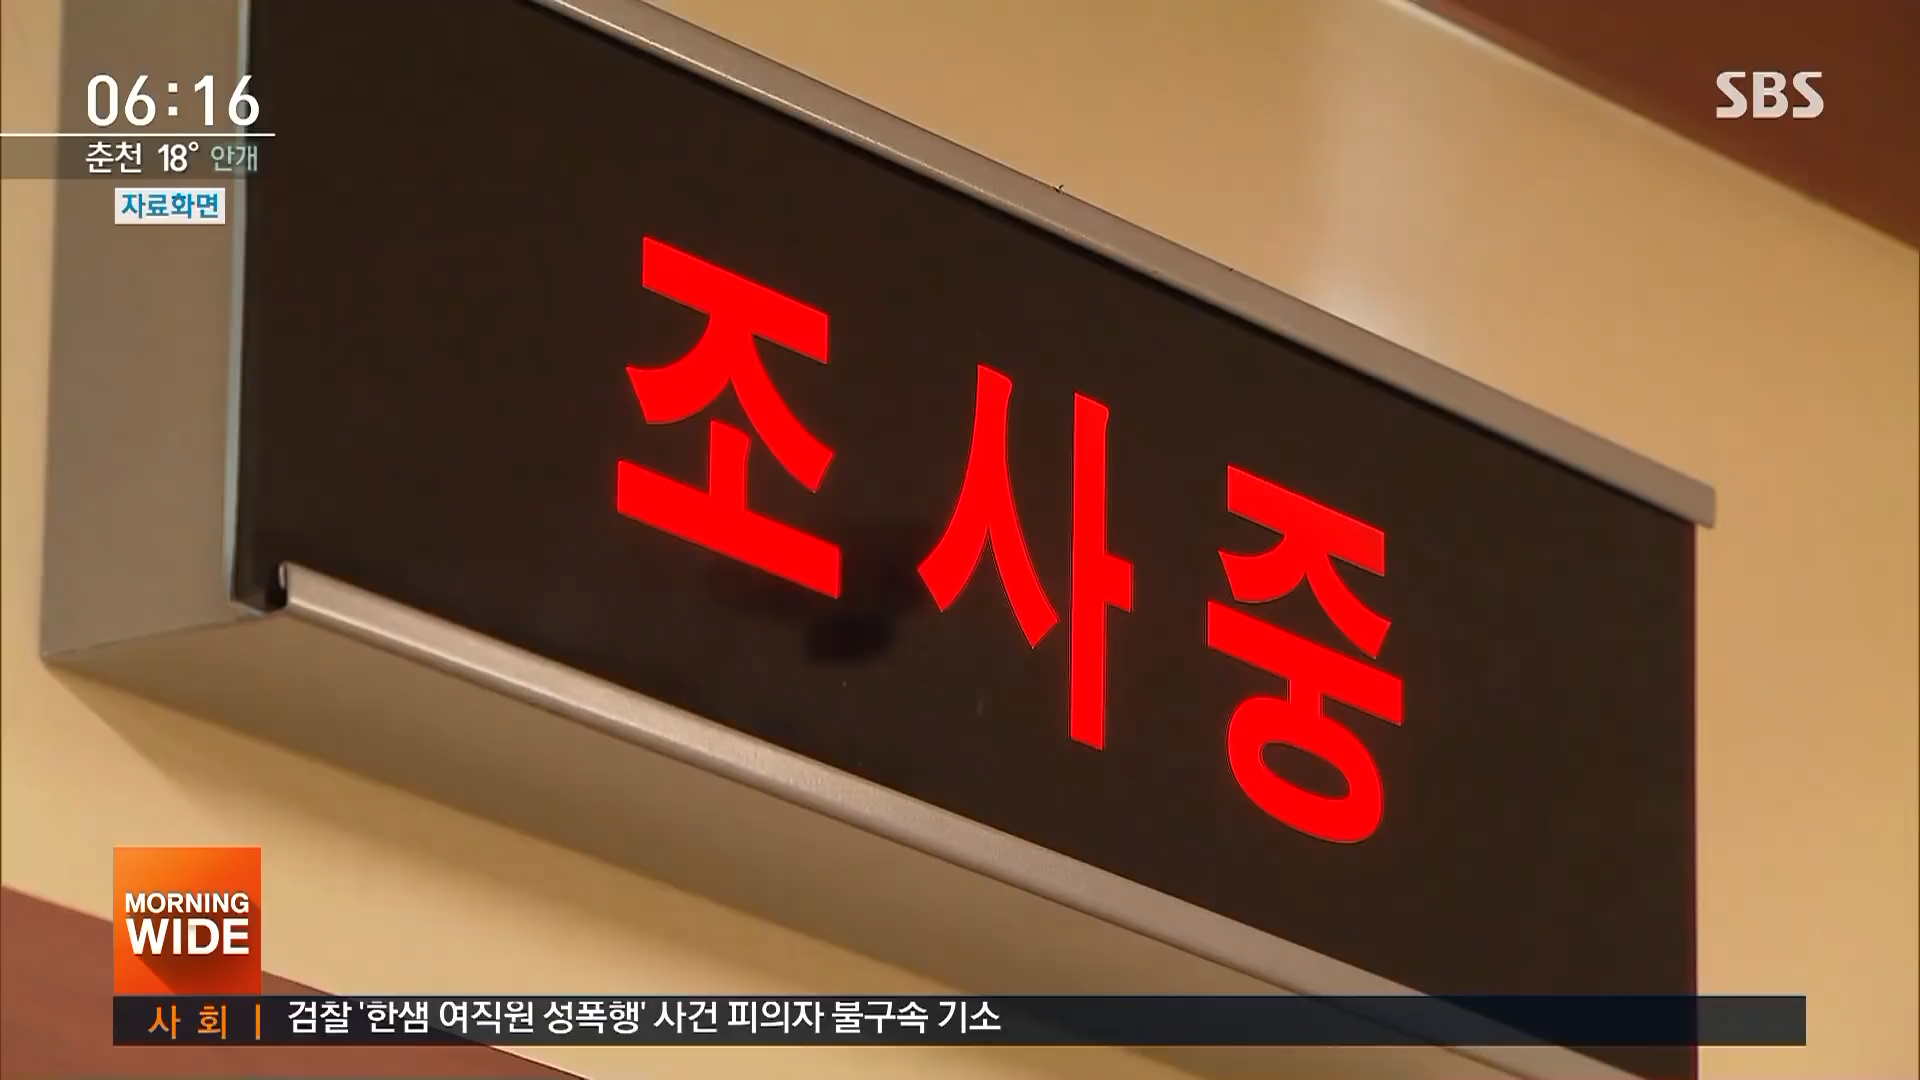 06:16
SBS
춘천 18° 안개
자료화면
조사중
MORNING
WIDE
사회 | 검찰 '한샘 여직원 성폭행' 사건 피의자 불구속 기소